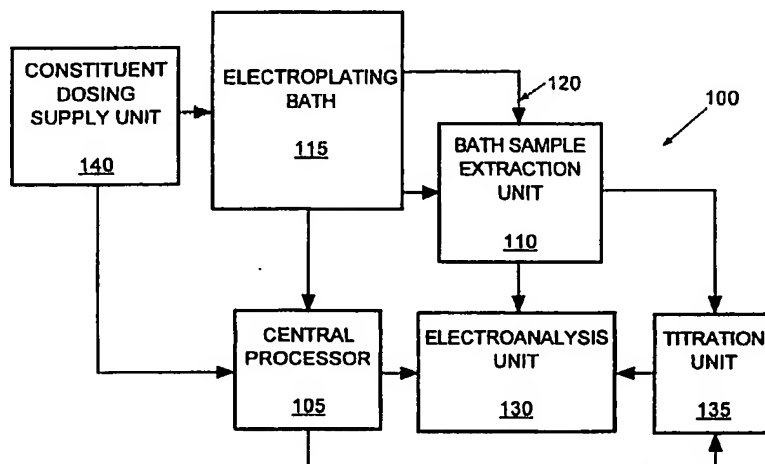 CONSTITUENT
DOSING
SUPPLY UNIT
140
ELECTROPLATING
BATH
115
120
100
BATH SAMPLE
EXTRACTION
UNIT
110
CENTRAL
PROCESSOR
105
ELECTROANALYSIS
UNIT
130
TITRATION
UNIT
135